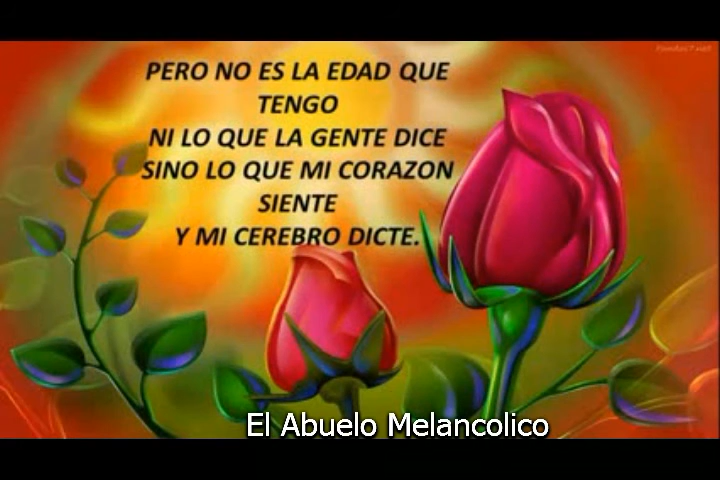 PERO NO ES LA EDAD QUE
TENGO
NI LO QUE LA GENTE DICE
SINO LO QUE MI CORAZON
SIENTE
Y MI CEREBRO DICTE.
El Abuelo Melancolico